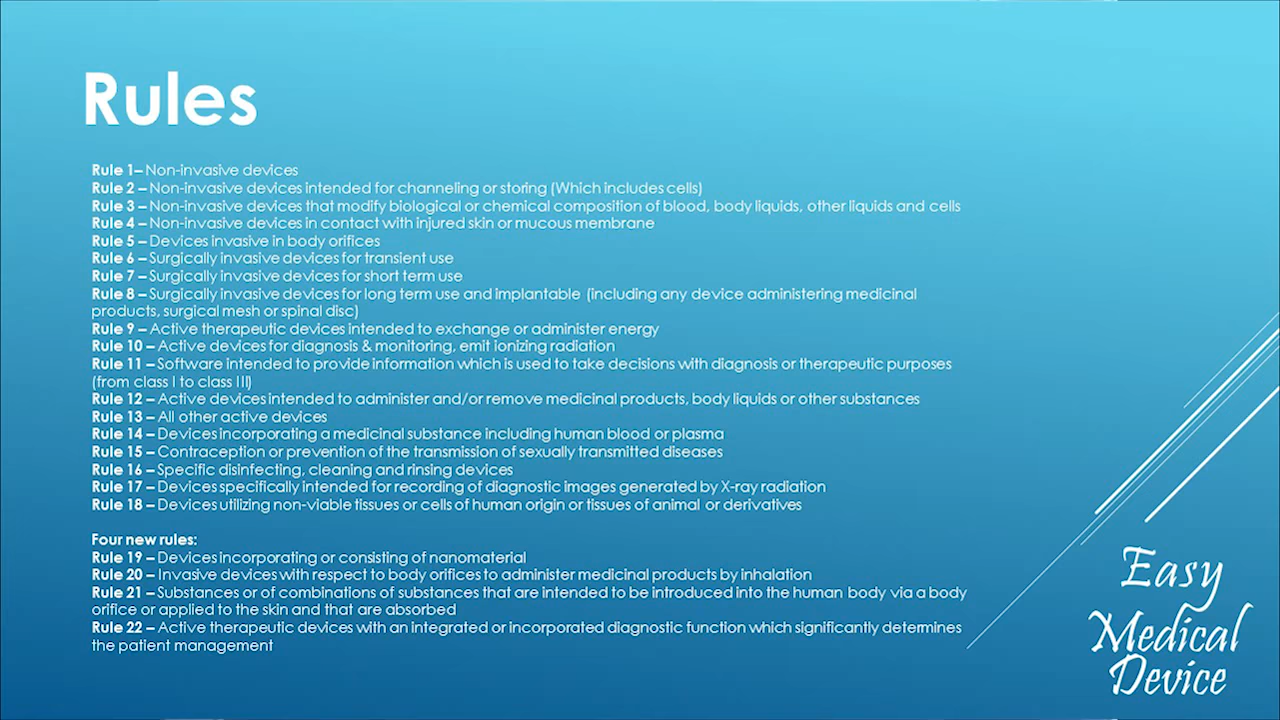 Rules
Rule 1– Non-invasive devices
Rule 2 – Non-invasive devices intended for channeling or storing (Which includes cells)
Rule 3 – Non-invasive devices that modify biological or chemical composition of blood, body liquids, other liquids and cells
Rule 4 – Non-invasive devices in contact with injured skin or mucous membrane
Rule 5 – Devices invasive in body orifices
Rule 6 – Surgically invasive devices for transient use
Rule 7 – Surgically invasive devices for short term use
Rule 8 – Surgically invasive devices for long term use and implantable (including any device administering medicinal
products, surgical mesh or spinal disc)
Rule 9 – Active therapeutic devices intended to exchange or administer energy
Rule 10 – Active devices for diagnosis & monitoring, emit ionizing radiation
Rule 11 – Software intended to provide information which is used to take decisions with diagnosis or therapeutic purposes
(from class I to class III)
Rule 12 – Active devices intended to administer and/or remove medicinal products, body liquids or other substances
Rule 13 – All other active devices
Rule 14 – Devices incorporating a medicinal substance including human blood or plasma
Rule 15 – Contraception or prevention of the transmission of sexually transmitted diseases
Rule 16 – Specific disinfecting, cleaning and rinsing devices
Rule 17 – Devices specifically intended for recording of diagnostic images generated by X-ray radiation
Rule 18 – Devices utilizing non-viable tissues or cells of human origin or tissues of animal or derivatives
Four new rules:
Rule 19 – Devices incorporating or consisting of nanomaterial
Rule 20 – Invasive devices with respect to body orifices to administer medicinal products by inhalation
Rule 21 – Substances or of combinations of substances that are intended to be introduced into the human body via a body
orifice or applied to the skin and that are absorbed
Rule 22 – Active therapeutic devices with an integrated or incorporated diagnostic function which significantly determines
the patient management
Easy
Medical
Device